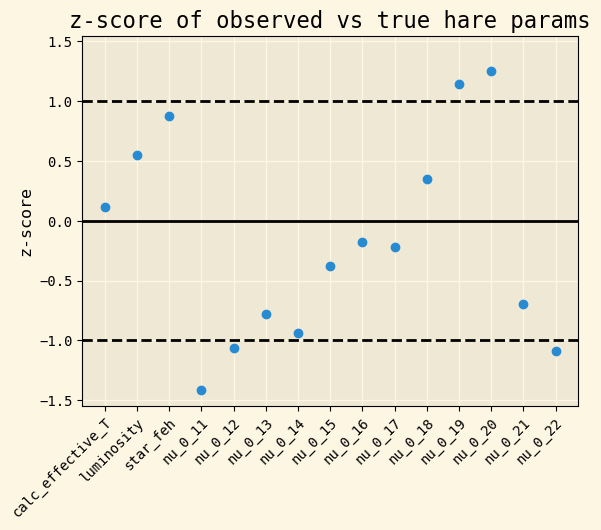 z-score of observed vs true hare params
z-score
1.5
1.0
0.5
0.0
−0.5
−1.0
−1.5
calc_effective_T
luminosity
star_feh
nu_0_11
nu_0_12
nu_0_13
nu_0_14
nu_0_15
nu_0_16
nu_0_17
nu_0_18
nu_0_19
nu_0_20
nu_0_21
nu_0_22